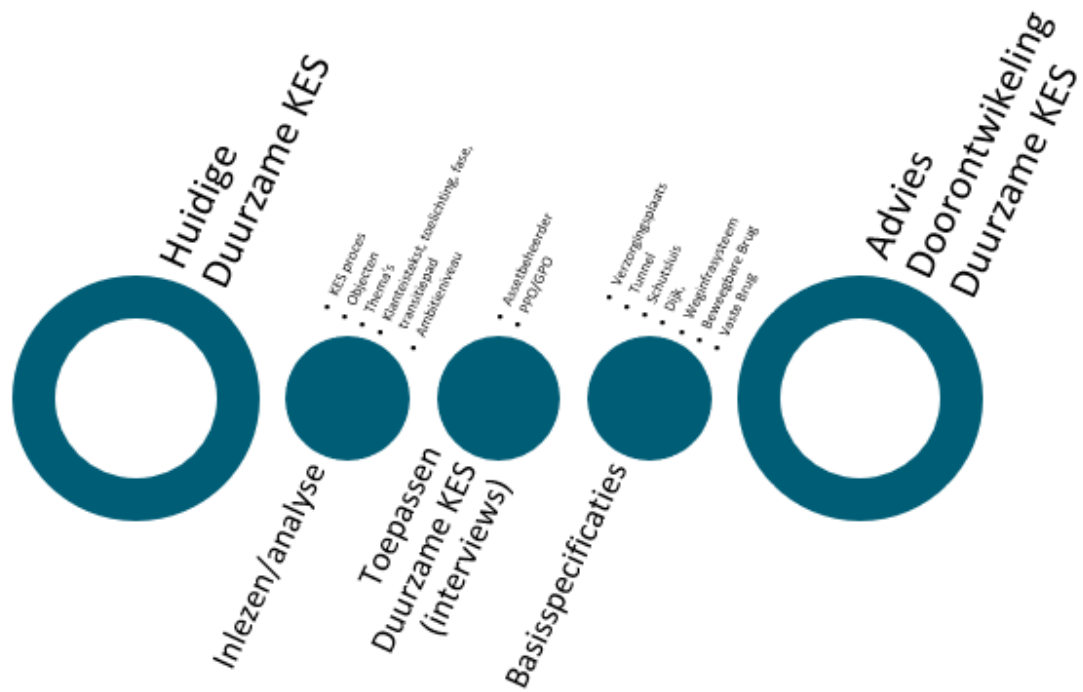 Huidige
Duurzame KES
Inlezen/analyse
• KES proces
• Objecten
• Thema's
• Klanteistekst, toelichting, fase,
transitiepad
• Ambitieniveau
Toepassen
Duurzame KES
(interviews)
• Assetbeheerder
• PPO/GPO
Basisspecificaties
• Verzorgingsplaats
• Tunnel
• Schutsluis
• Dijk,
• Weginfrasysteem
• Beweegbare Brug
• Vaste Brug
Advies
Doorontwikeling
Duurzame KES